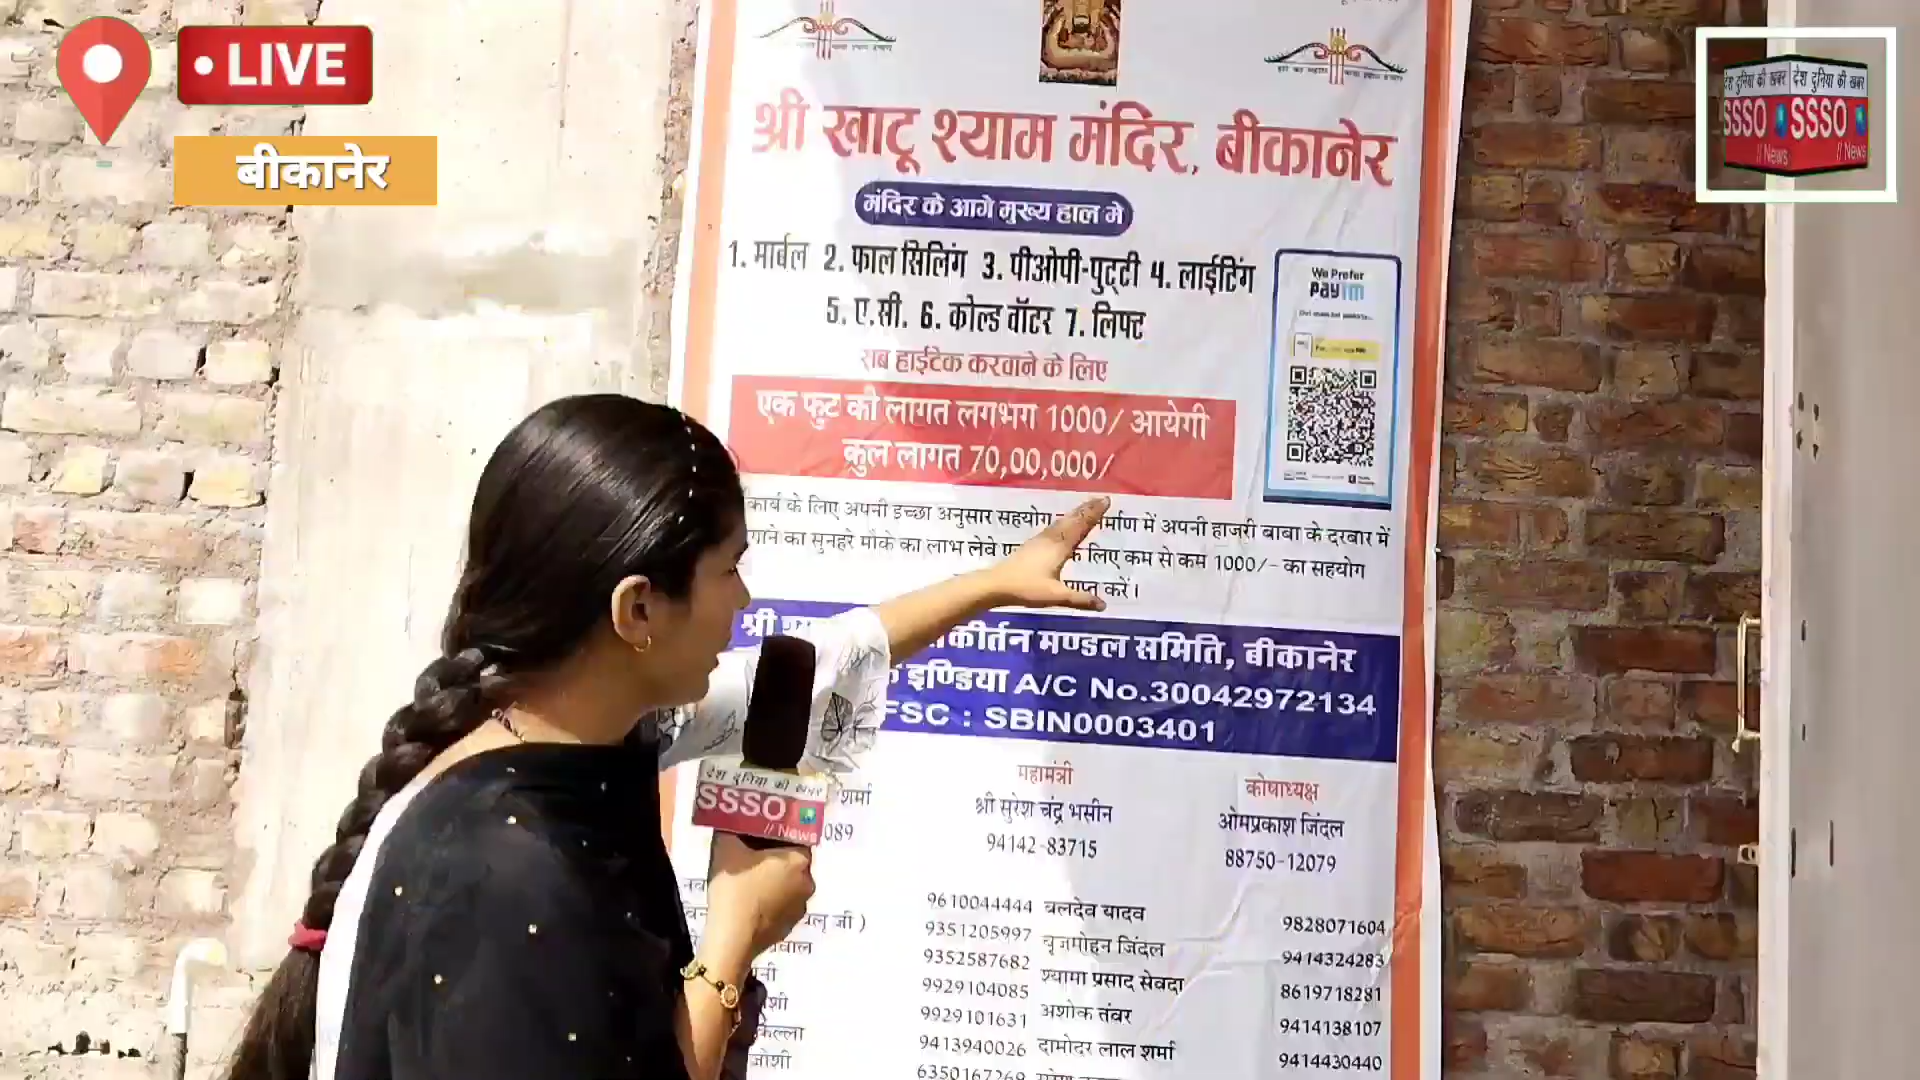 LIVE
बीकानेर
देश दुनिया की खबर
देश दुनिया की खबर
SSSO
SSSO
// News
// News
श्री खाटू श्याम मंदिर, बीकानेर
मंदिर के आगे मुख्य हाल मे
1. मार्बल 2. फाल सिलिंग 3. पीओपी-पुट्टी 4. लाईटिंग
5. ए.सी. 6. कोल्ड वॉटर 7. लिफ्ट
सब हाईटेक करवाने के लिए
We Prefer
paytm
एक फुट की लागत लगभग 1000/ आयेगी
कुल लागत 70,00,000/
कार्य के लिए अपनी इच्छा अनुसार सहयोग में अपनी हाजरी बाबा के दरबार में
का सुनहरे मौके का लाभ लेवे लिए कम से कम 1000/- का सहयोग
करें।
श्री कीर्तन मण्डल समिति, बीकानेर
इण्डिया A/C No.30042972134
FSC : SBIN0003401
महामंत्री
कोषाध्यक्ष
शर्मा
श्री सुरेश चंद्र भसीन
ओमप्रकाश जिंदल
089
94142-83715
88750-12079
देश दुनिया की खबर
SSSO
// News
जी )
9610044444 बलदेव यादव 9828071604
9351205997 बृजमोहन जिंदल 9414324283
9352587682 श्यामा प्रसाद सेवदा 8619718281
9929104085 अशोक तंवर 9414138107
9929101631 दामोदर लाल शर्मा 9414430440
9413940026
6350167269